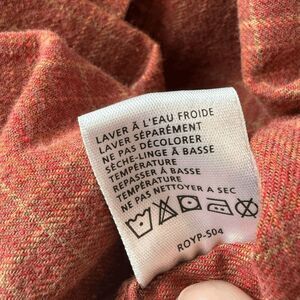 LAVER À L'EAU FROIDE
LAVER SÉPARÉMENT
NE PAS DÉCOLORER
SÈCHE-LINGE À BASSE
TEMPÉRATURE
REPASSER À BASSE
TEMPÉRATURE
NE PAS NETTOYER A SEC
ROYP-S04